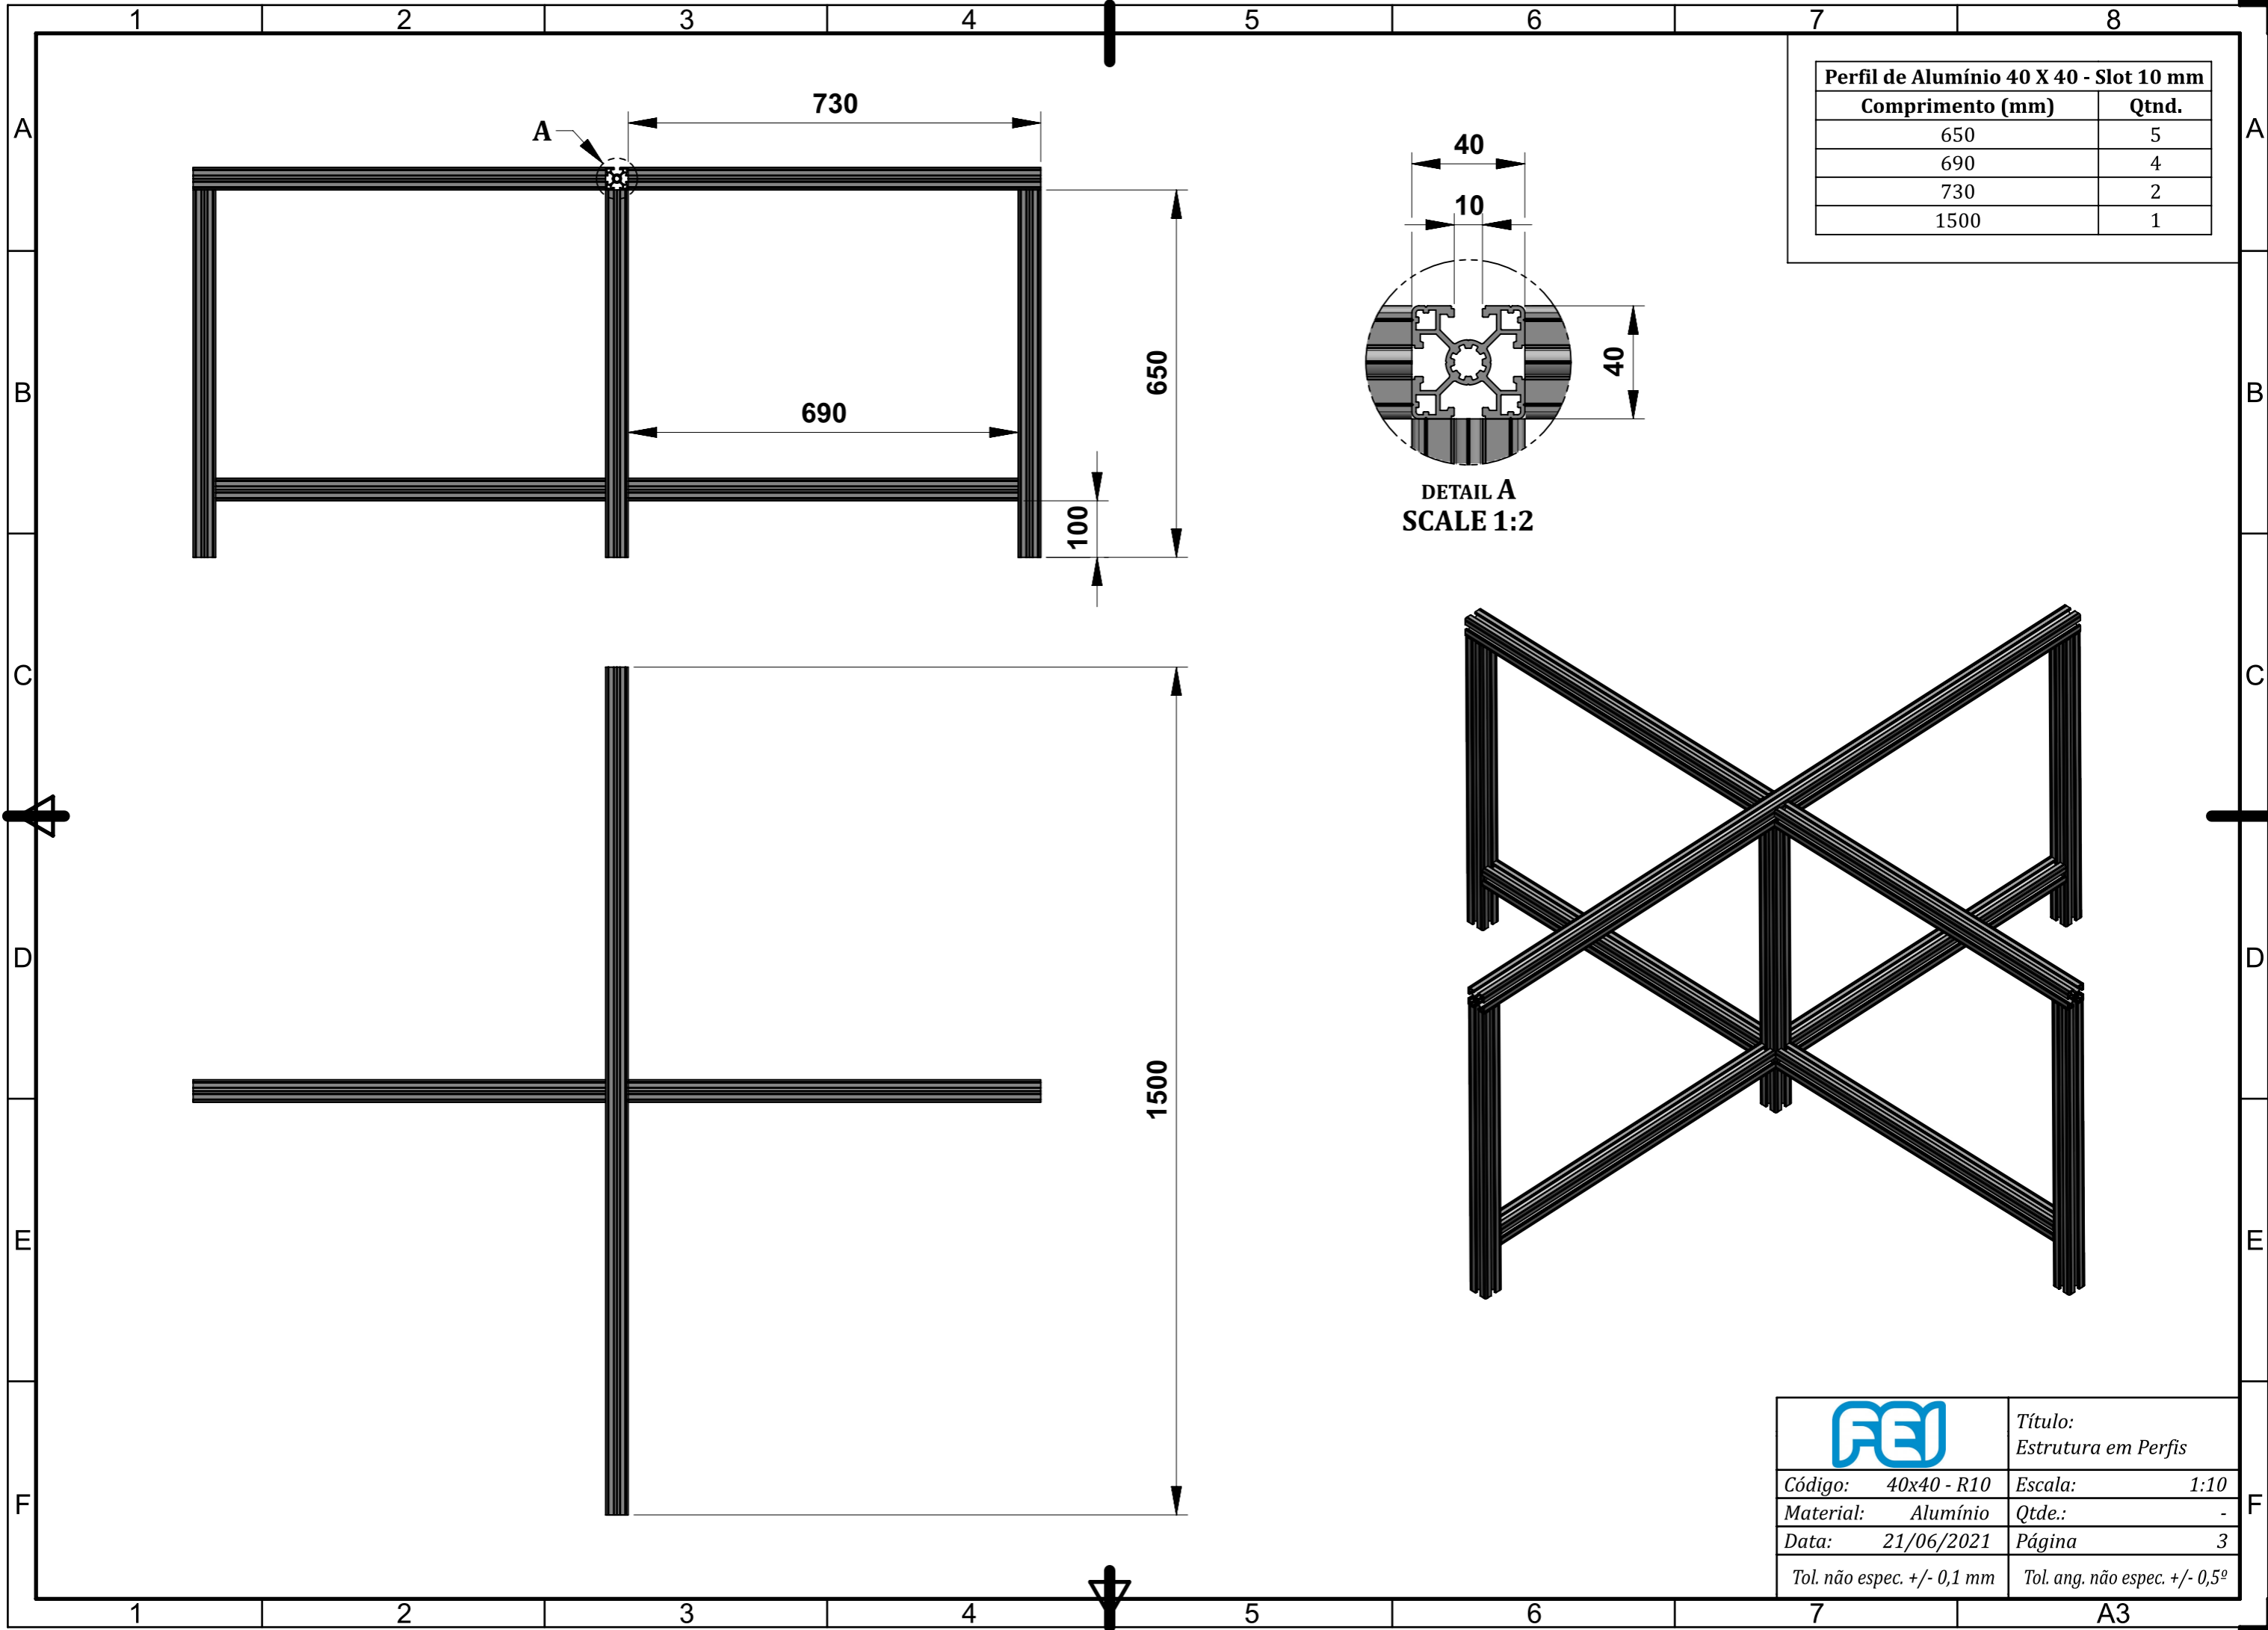 1 2 3 4 5 6 7 8
A A
B B
C C
D D
E E
F F
1 2 3 4 5 6 7 A3
Perfil de Alumínio 40 X 40 - Slot 10 mm
Comprimento (mm) Qtnd.
650 5
690 4
730 2
1500 1
A
730
650
690
100
40
10
40
DETAIL A
SCALE 1:2
1500
FEI
Título:
Estrutura em Perfis
Código: 40x40 - R10 Escala: 1:10
Material: Alumínio Qtde.: -
Data: 21/06/2021 Página 3
Tol. não espec. +/- 0,1 mm Tol. ang. não espec. +/- 0,5º